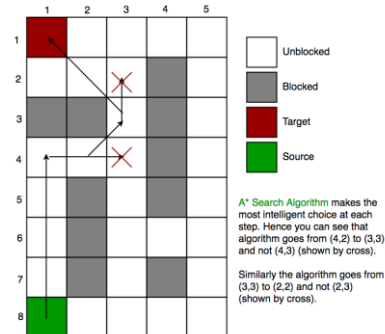 1 2 3 4 5
1
Unblocked
2
Blocked
3
Target
4
Source
5
A* Search Algorithm makes the
most intelligent choice at each
step. Hence you can see that
algorithm goes from (4,2) to (3,3)
and not (4,3) (shown by cross).
6
7
Similarly the algorithm goes from
(3,3) to (2,2) and not (2,3)
(shown by cross).
8